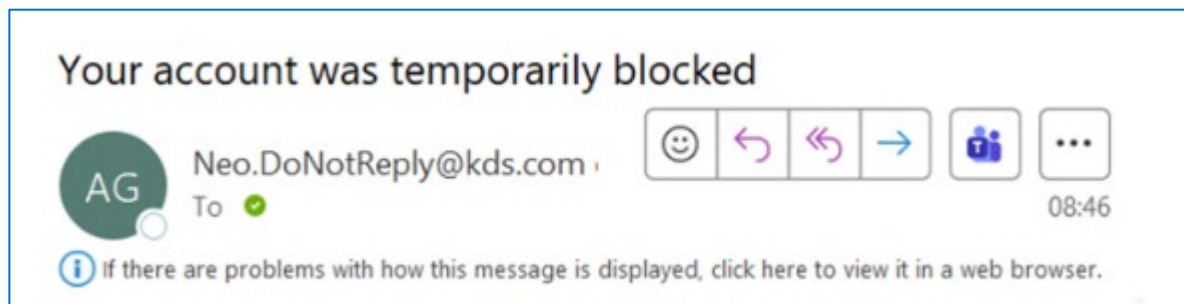 Your account was temporarily blocked
AG
Neo.DoNotReply@kds.com
To
08:46
If there are problems with how this message is displayed, click here to view it in a web browser.